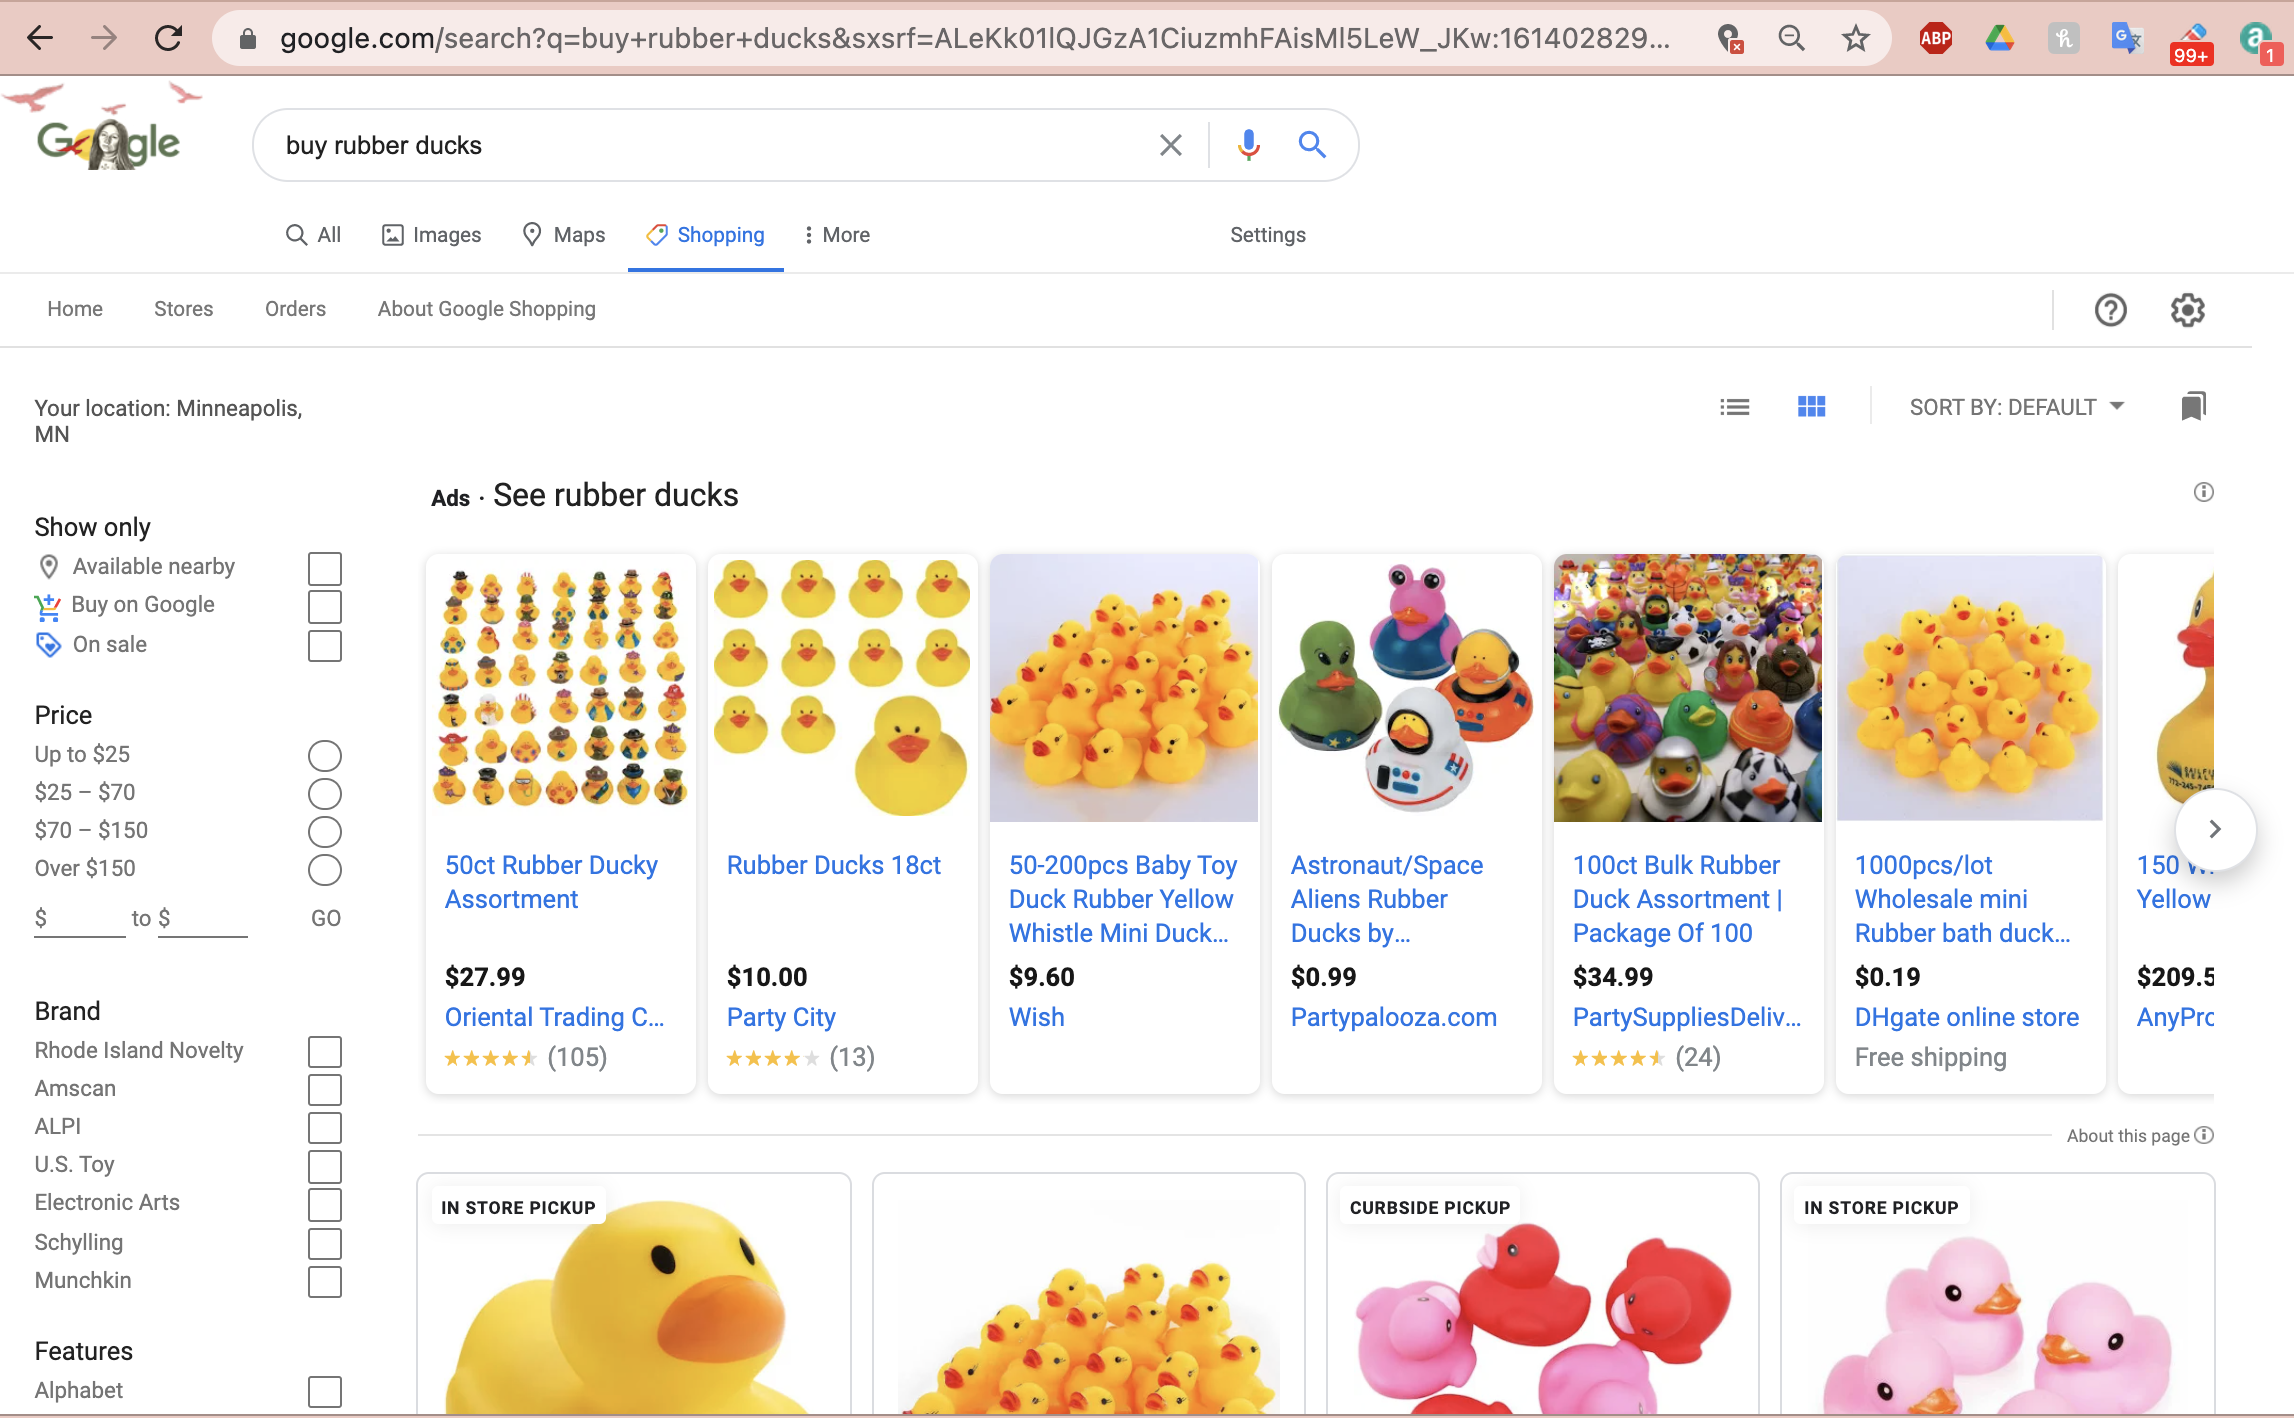 google.com/search?q=buy+rubber+ducks&sxsrf=ALeKk01lQJGzA1CiuzmhFAisMl5LeW_JKw:161402829...
ABP
99+
a
1
Google
buy rubber ducks
All
Images
Maps
Shopping
More
Settings
Home
Stores
Orders
About Google Shopping
Your location: Minneapolis,
MN
SORT BY: DEFAULT
Show only
Available nearby
Buy on Google
On sale
Price
Up to $25
$25 – $70
$70 – $150
Over $150
$ to $ GO
Brand
Rhode Island Novelty
Amscan
ALPI
U.S. Toy
Electronic Arts
Schylling
Munchkin
Features
Alphabet
Ads · See rubber ducks
50ct Rubber Ducky
Assortment
$27.99
Oriental Trading C...
(105)
Rubber Ducks 18ct
$10.00
Party City
(13)
50-200pcs Baby Toy
Duck Rubber Yellow
Whistle Mini Duck...
$9.60
Wish
Astronaut/Space
Aliens Rubber
Ducks by...
$0.99
Partypalooza.com
100ct Bulk Rubber
Duck Assortment |
Package Of 100
$34.99
PartySuppliesDeliv...
(24)
1000pcs/lot
Wholesale mini
Rubber bath duck...
$0.19
DHgate online store
Free shipping
150
Yellow
$209.5
AnyPro
About this page
IN STORE PICKUP
CURBSIDE PICKUP
IN STORE PICKUP